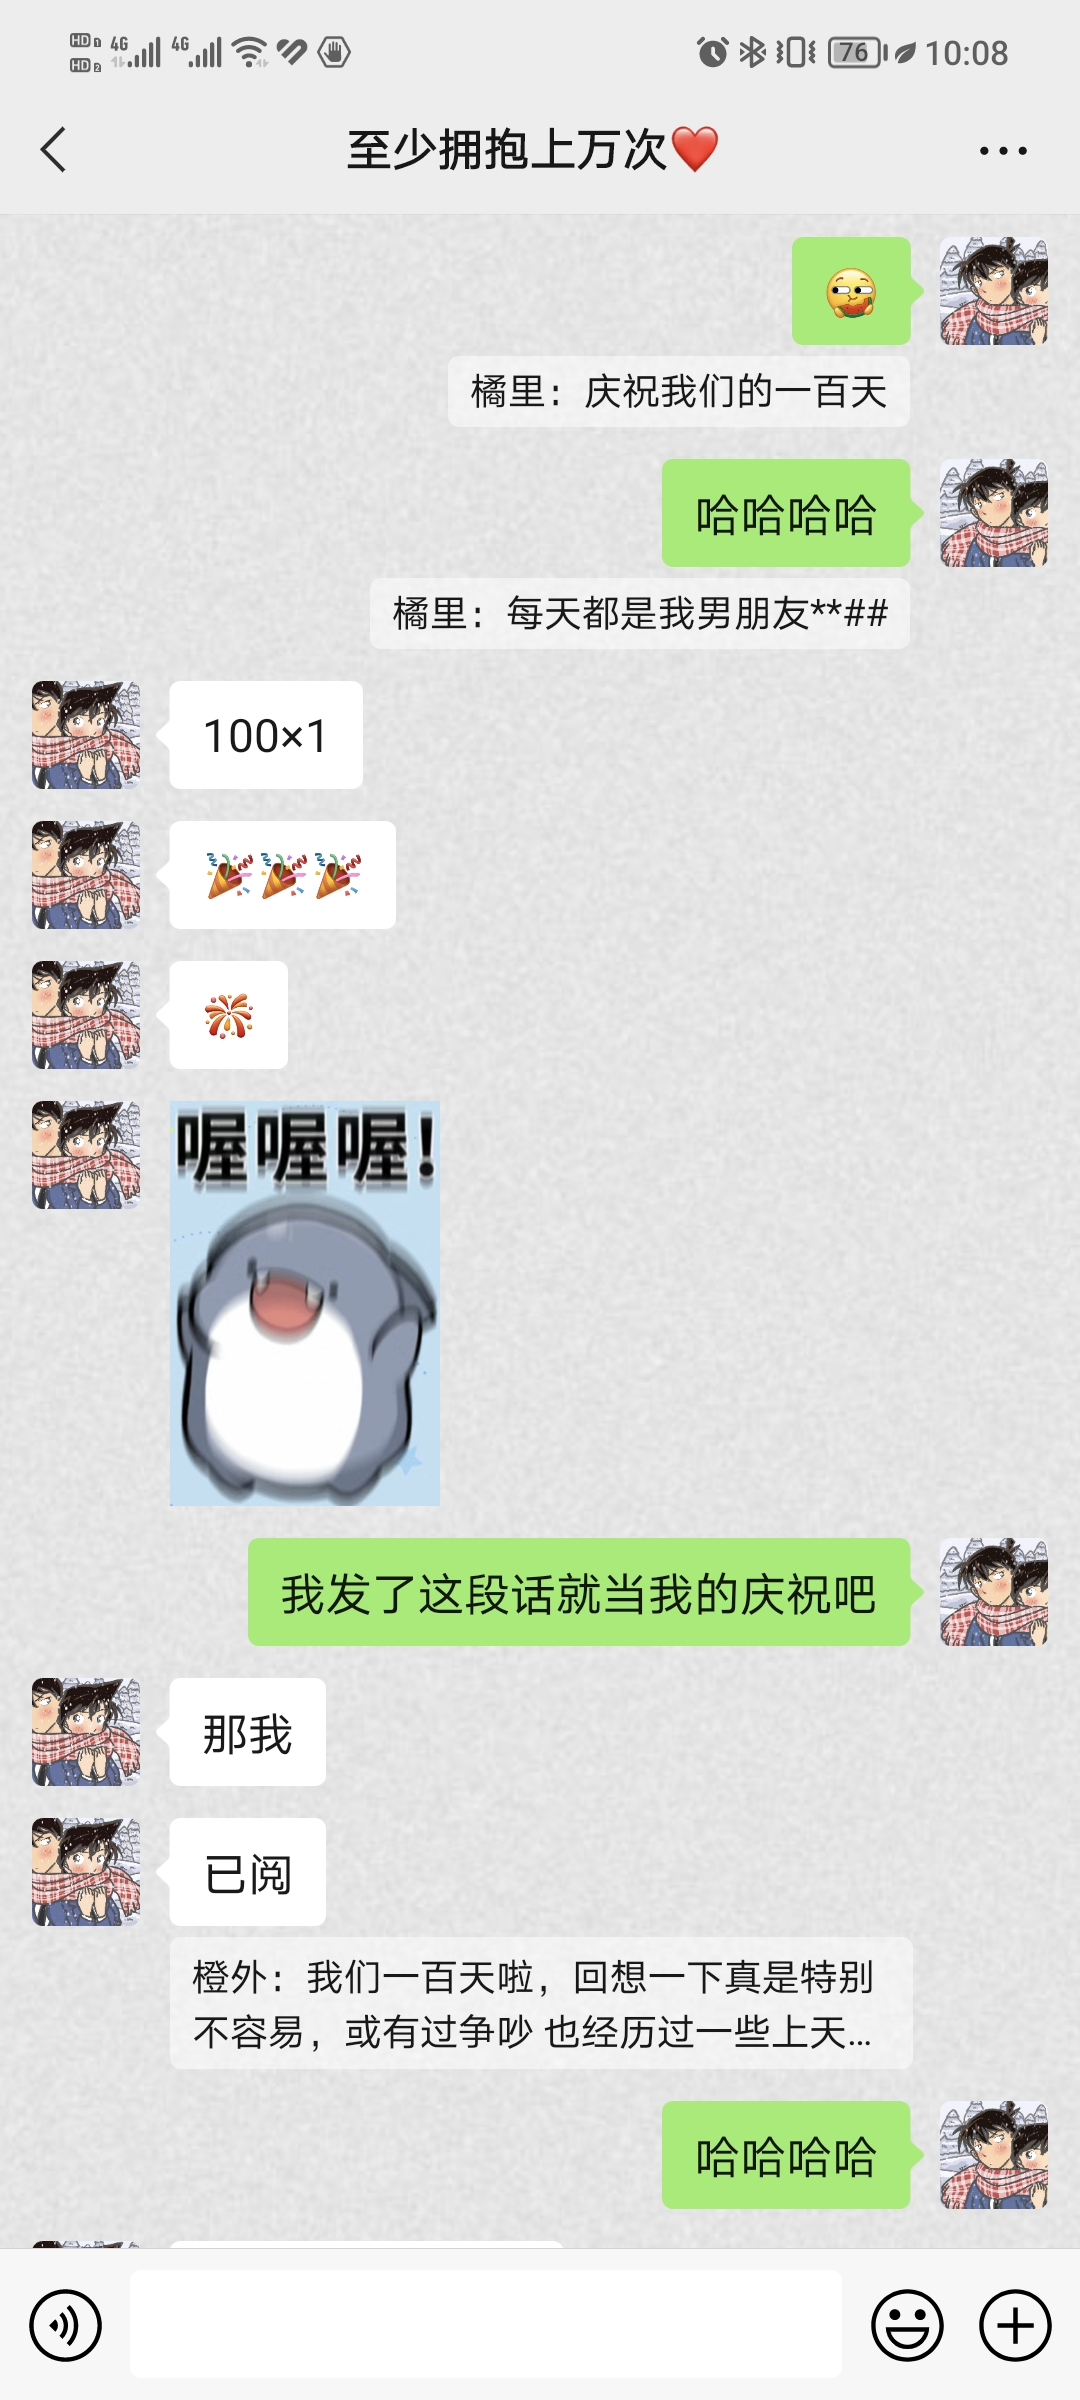 HD 1 4G 4G 76 10:08
HD 2
至少拥抱上万次❤️
橘里：庆祝我们的一百天
哈哈哈哈
橘里：每天都是我男朋友**##
100×1
🎉🎉🎉
🎆
喔喔喔！
我发了这段话就当我的庆祝吧
那我
已阅
橙外：我们一百天啦，回想一下真是特别
不容易，或有过争吵 也经历过一些上天...
哈哈哈哈